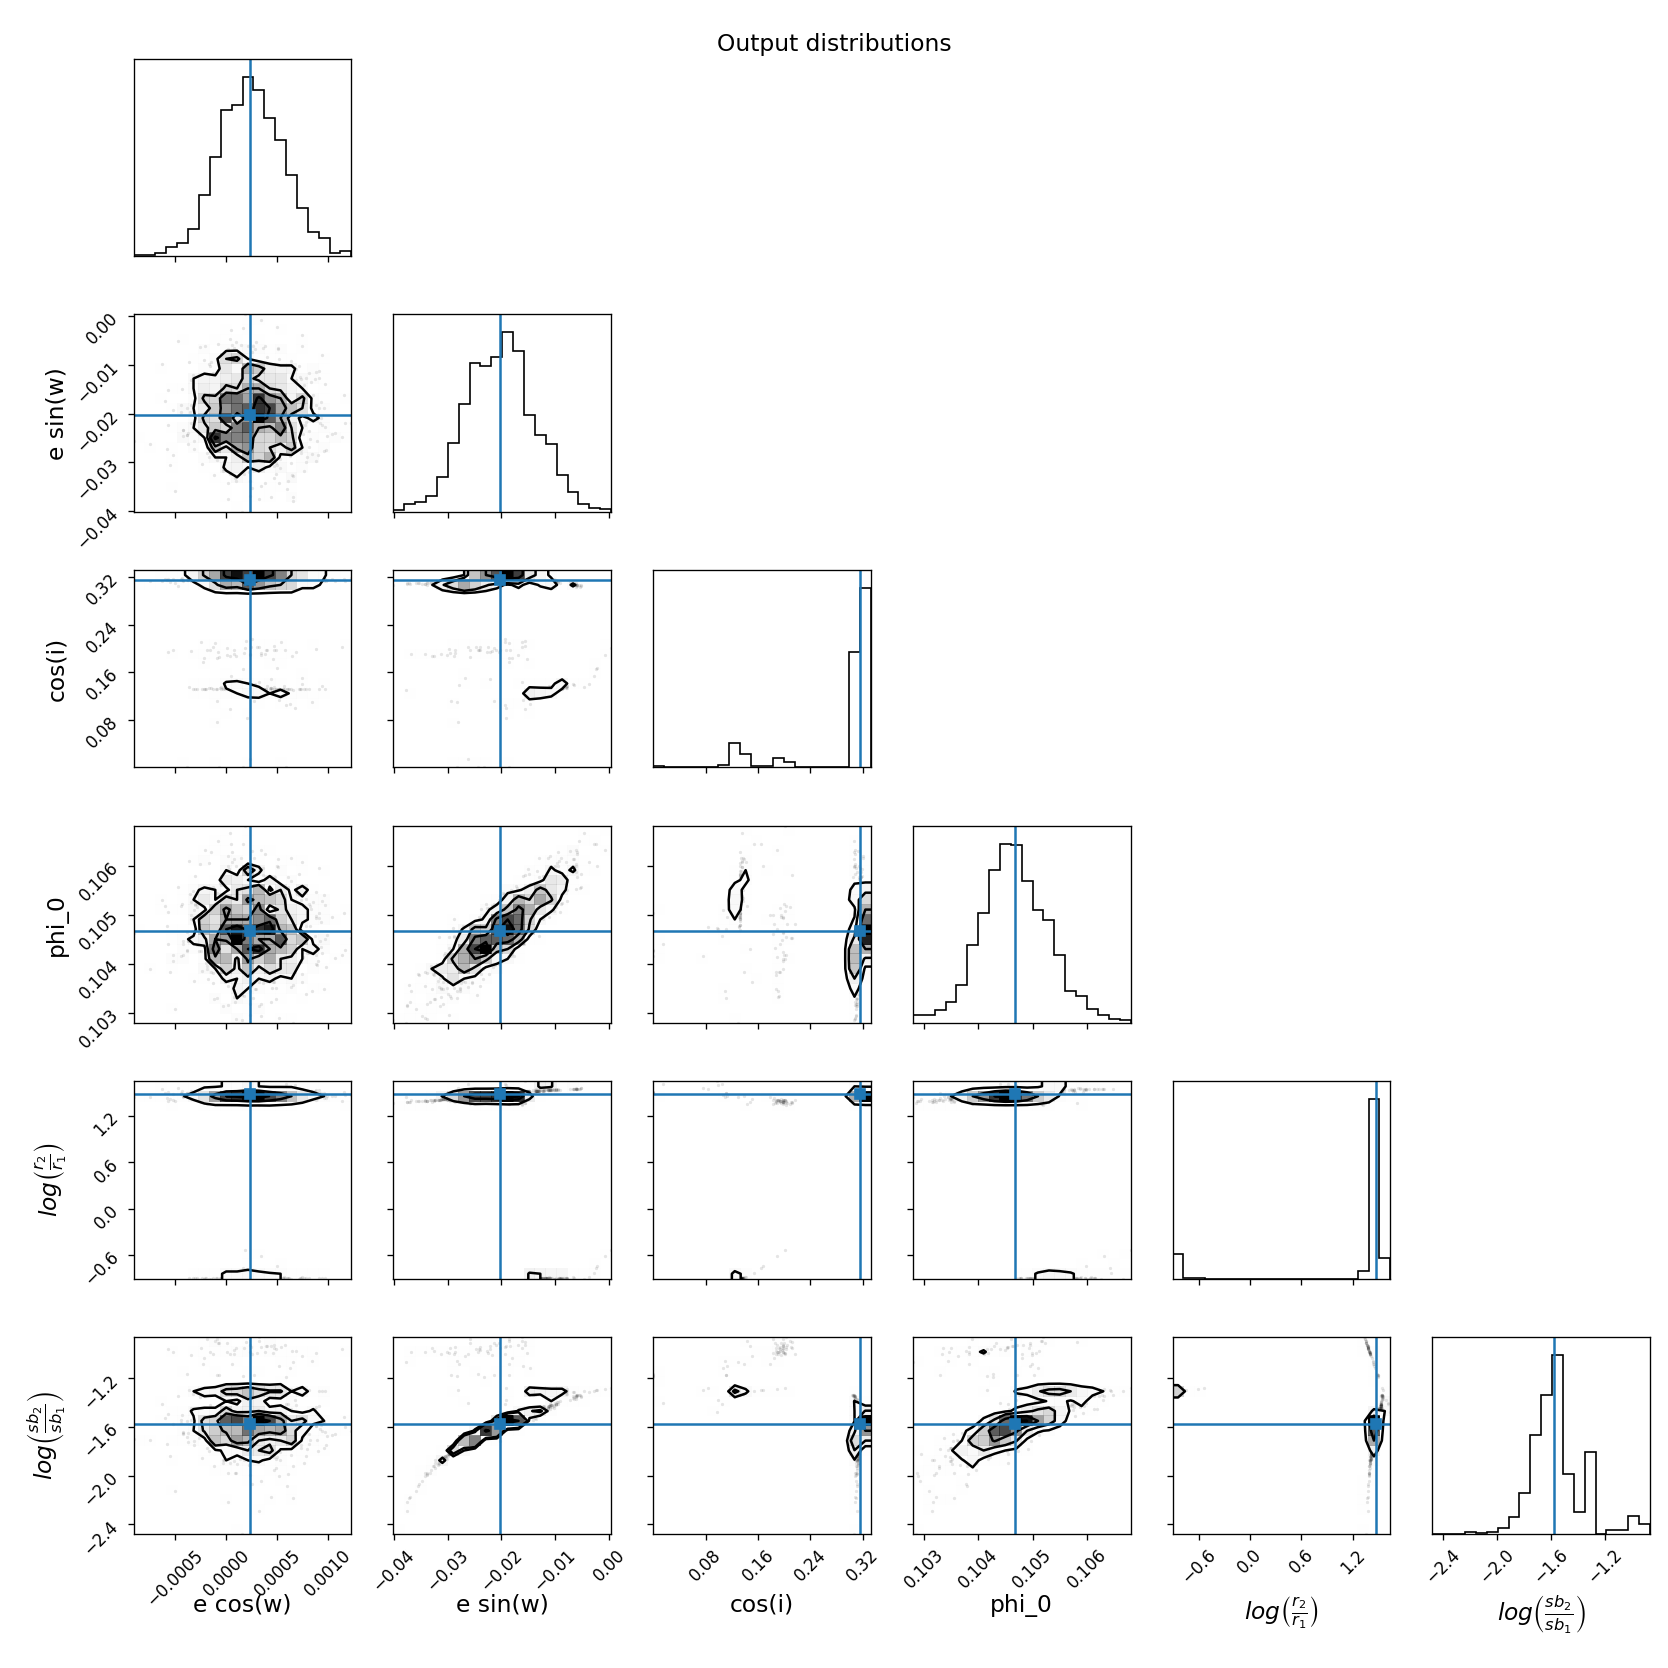 Output distributions
e sin(w)
0.00
−0.01
−0.02
−0.03
−0.04
cos(i)
0.32
0.24
0.16
0.08
phi_0
0.106
0.105
0.104
0.103
log(r₂/r₁)
1.2
0.6
0.0
−0.6
log(sb₂/sb₁)
−1.2
−1.6
−2.0
−2.4
−0.0005 0.0000 0.0005 0.0010 −0.04 −0.03 −0.02 −0.01 0.00 0.08 0.16 0.24 0.32 0.103 0.104 0.105 0.106 −0.6 0.0 0.6 1.2 −2.4 −2.0 −1.6 −1.2
e cos(w) e sin(w) cos(i) phi_0 log(r₂/r₁) log(sb₂/sb₁)